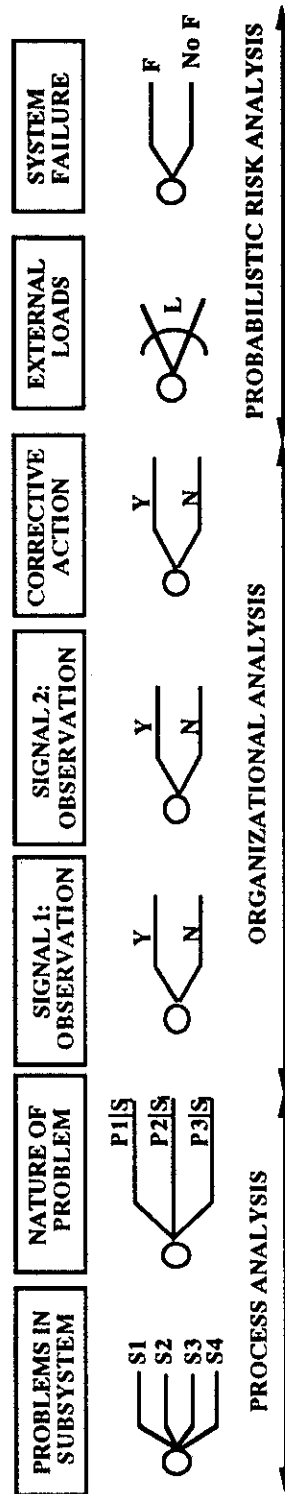 PROBLEMS IN
SUBSYSTEM
NATURE OF
PROBLEM
SIGNAL 1:
OBSERVATION
SIGNAL 2:
OBSERVATION
CORRECTIVE
ACTION
EXTERNAL
LOADS
SYSTEM
FAILURE
S1
S2
S3
S4
P1|S
P2|S
P3|S
Y
N
Y
N
Y
N
L
F
No F
PROCESS ANALYSIS
ORGANIZATIONAL ANALYSIS
PROBABILISTIC RISK ANALYSIS